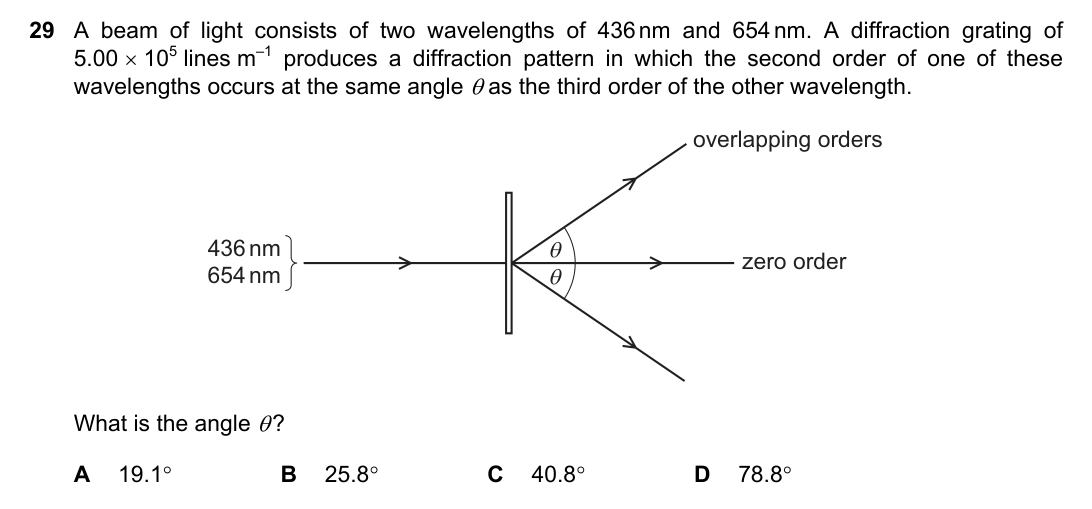 29 A beam of light consists of two wavelengths of 436 nm and 654 nm. A diffraction grating of
5.00 × 10⁵ lines m⁻¹ produces a diffraction pattern in which the second order of one of these
wavelengths occurs at the same angle θ as the third order of the other wavelength.
overlapping orders
436 nm
654 nm
θ
θ
zero order
What is the angle θ?
A 19.1° B 25.8° C 40.8° D 78.8°